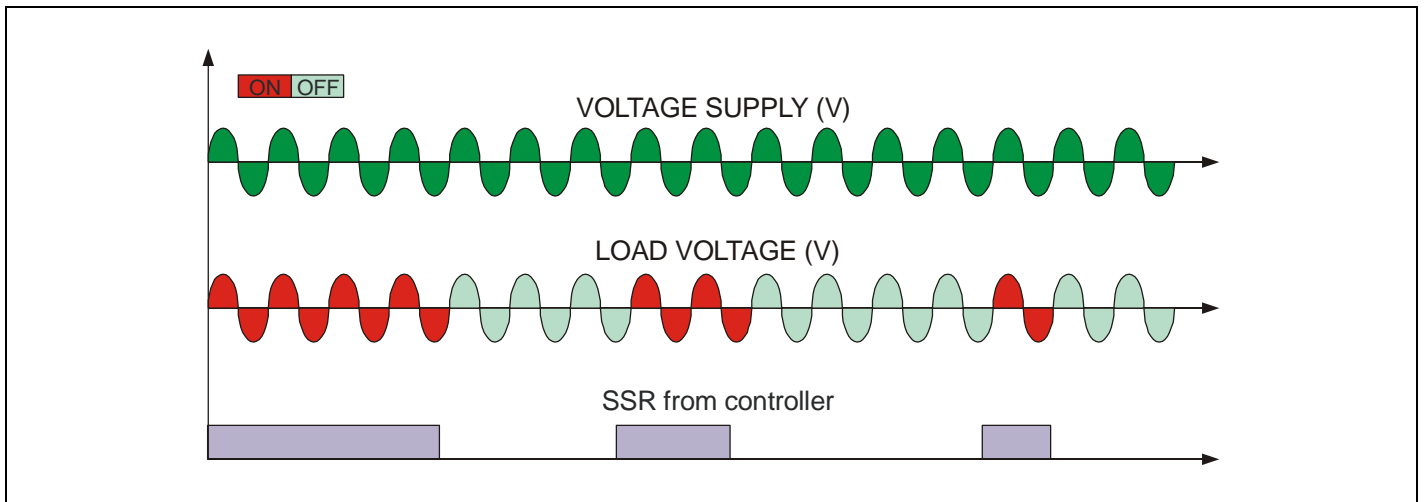 ON OFF
VOLTAGE SUPPLY (V)
LOAD VOLTAGE (V)
SSR from controller